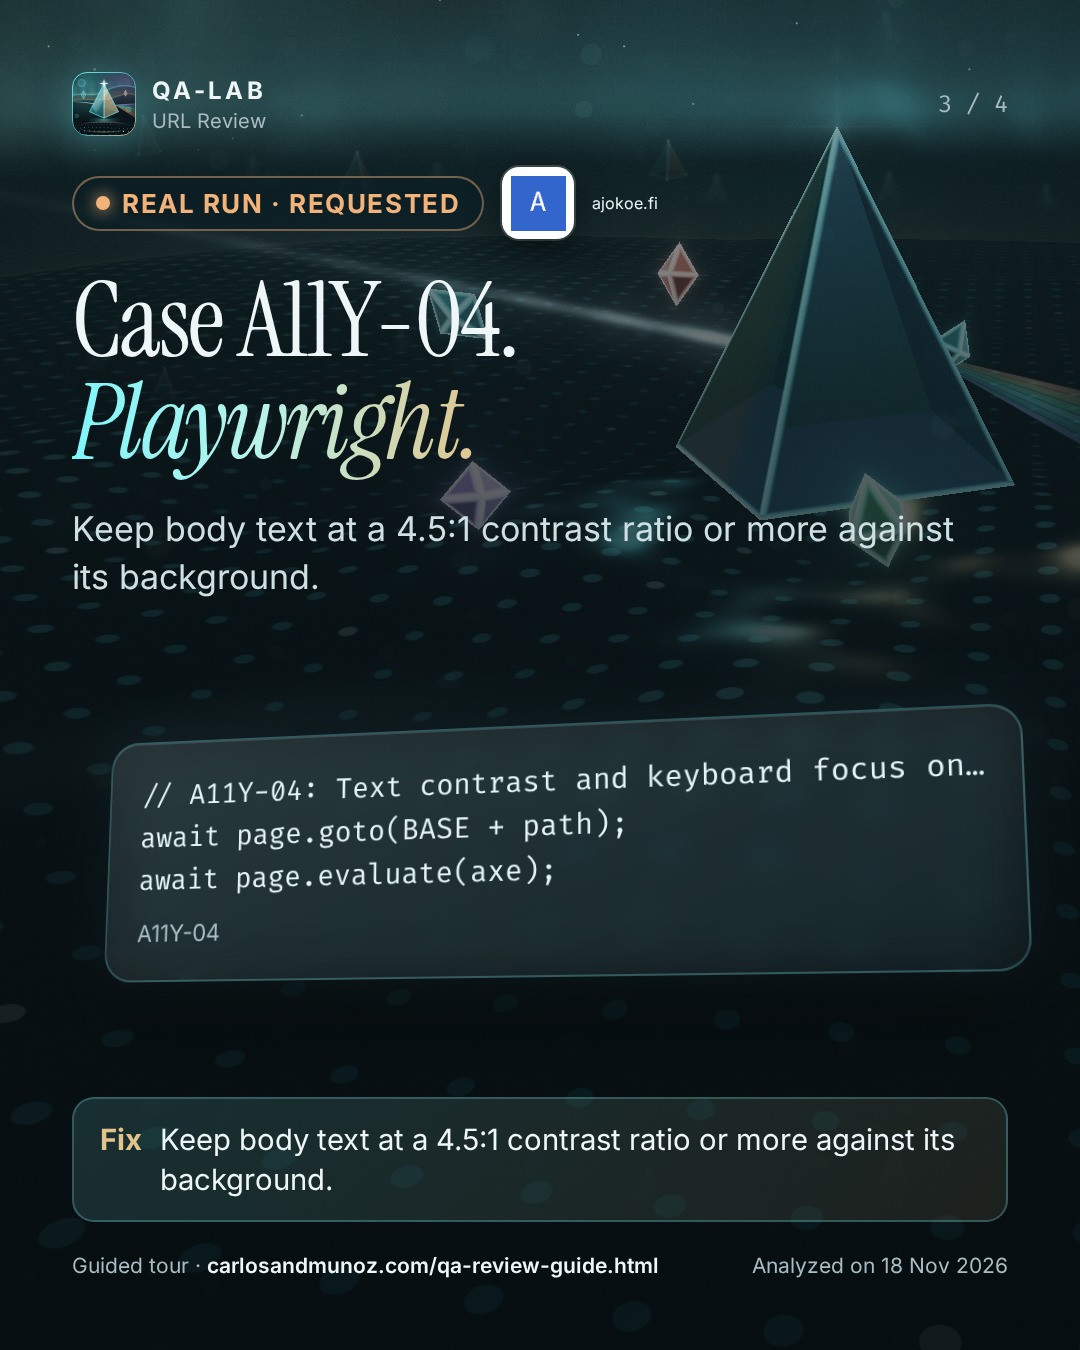 QA-LAB
URL Review
3 / 4
REAL RUN · REQUESTED
A
ajokoe.fi
Case A11Y-04.
Playwright.
Keep body text at a 4.5:1 contrast ratio or more against
its background.
// A11Y-04: Text contrast and keyboard focus on…
await page.goto(BASE + path);
await page.evaluate(axe);
A11Y-04
Fix Keep body text at a 4.5:1 contrast ratio or more against its
background.
Guided tour · carlosandmunoz.com/qa-review-guide.html
Analyzed on 18 Nov 2026